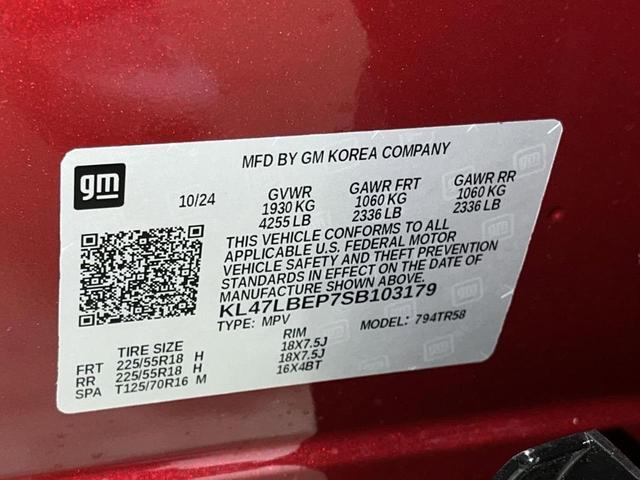 gm
MFD BY GM KOREA COMPANY
10/24
GVWR GAWR FRT GAWR RR
1930 KG 1060 KG 1060 KG
4255 LB 2336 LB 2336 LB
THIS VEHICLE CONFORMS TO ALL
APPLICABLE U.S. FEDERAL MOTOR
VEHICLE SAFETY AND THEFT PREVENTION
STANDARDS IN EFFECT ON THE DATE OF
MANUFACTURE SHOWN ABOVE.
KL47LBEP7SB103179
TYPE: MPV MODEL: 794TR58
TIRE SIZE RIM
FRT 225/55R18 H 18X7.5J
RR 225/55R18 H 18X7.5J
SPA T125/70R16 M 16X4BT